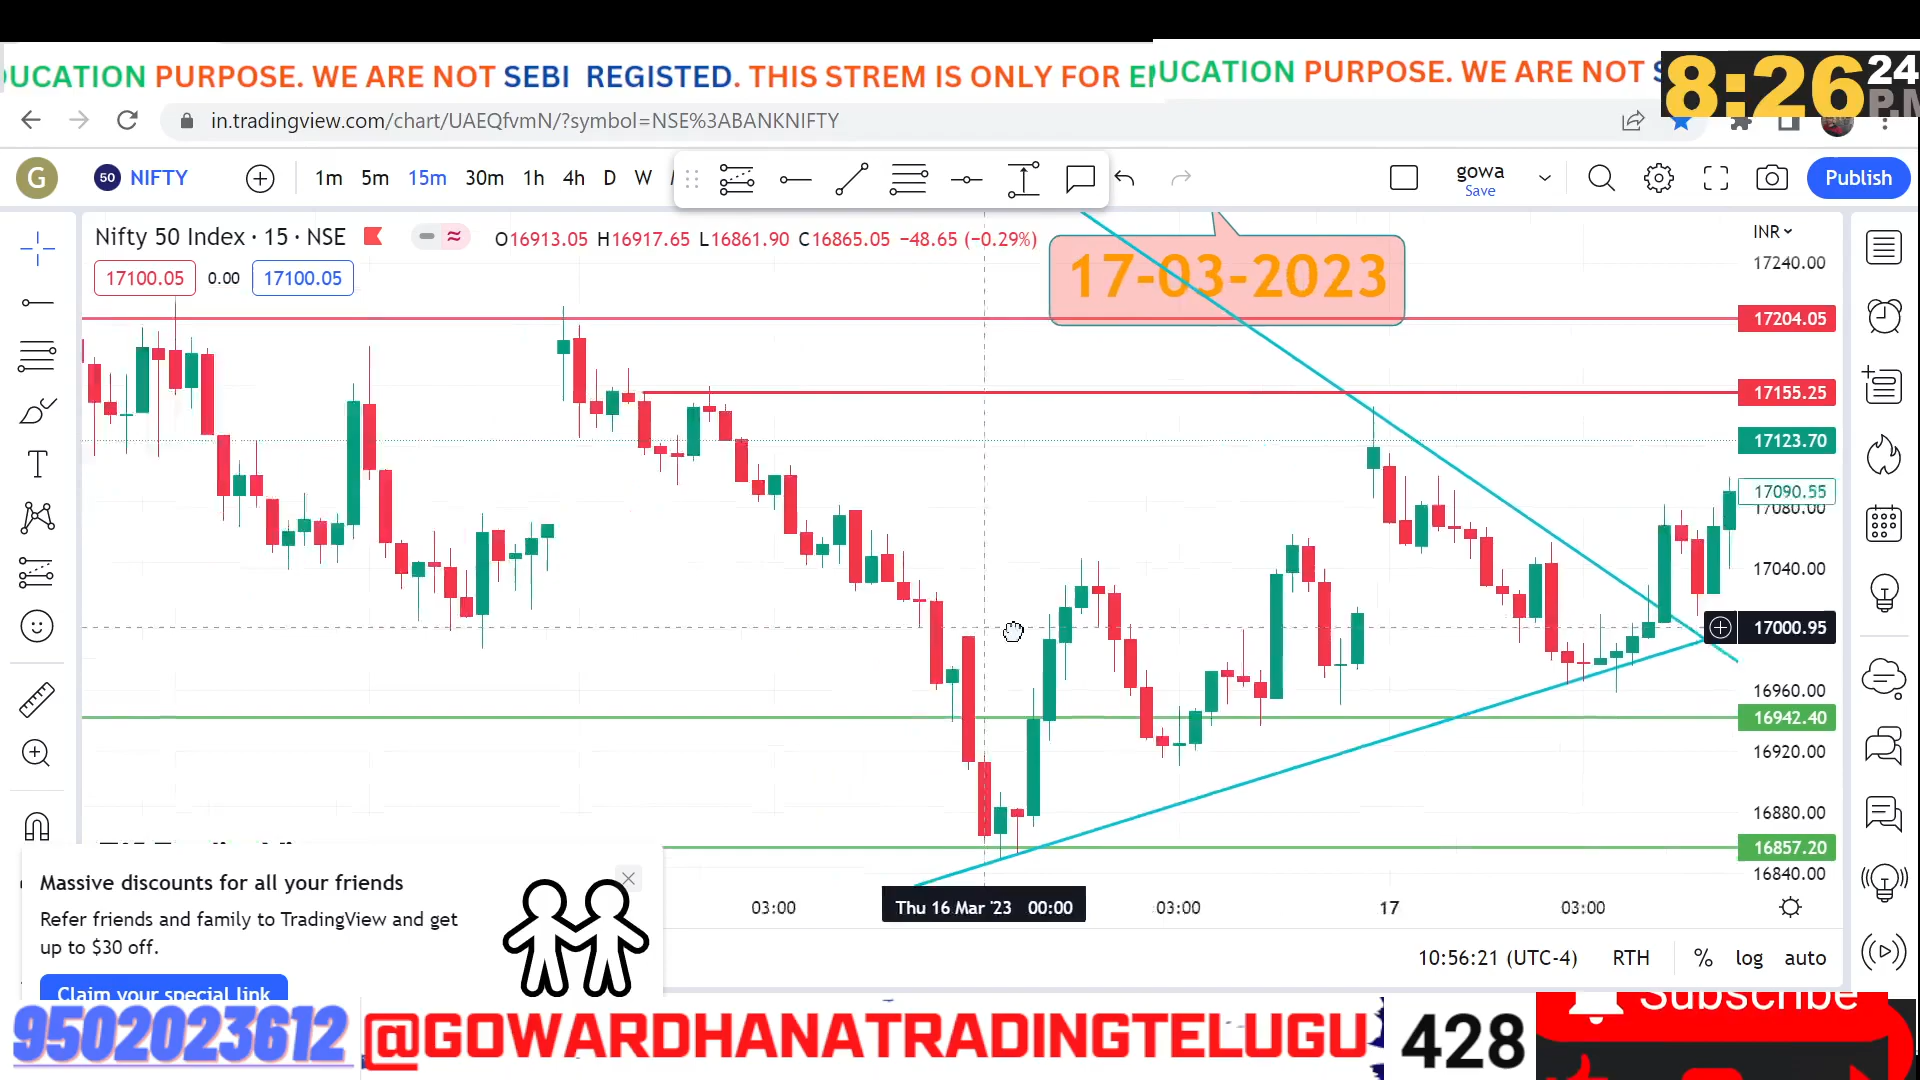 UCATION PURPOSE. WE ARE NOT SEBI REGISTED. THIS STREM IS ONLY FOR
UCATION PURPOSE. WE ARE NOT
8:26 24
P.M
in.tradingview.com/chart/UAEQfvmN/?symbol=NSE%3ABANKNIFTY
G
50 NIFTY
1m 5m 15m 30m 1h 4h D W
gowa
Save
Publish
Nifty 50 Index · 15 · NSE
O16913.05 H16917.65 L16861.90 C16865.05 −48.65 (−0.29%)
17100.05 0.00 17100.05
17-03-2023
INR
17240.00
17204.05
17155.25
17123.70
17090.55
17080.00
17040.00
17000.95
16960.00
16942.40
16920.00
16880.00
16857.20
16840.00
03:00
Thu 16 Mar '23 00:00
03:00
17
03:00
10:56:21 (UTC-4) RTH % log auto
Massive discounts for all your friends
Refer friends and family to TradingView and get
up to $30 off.
Claim your special link
9502023612
@GOWARDHANATRADINGTELUGU
428
Subscribe